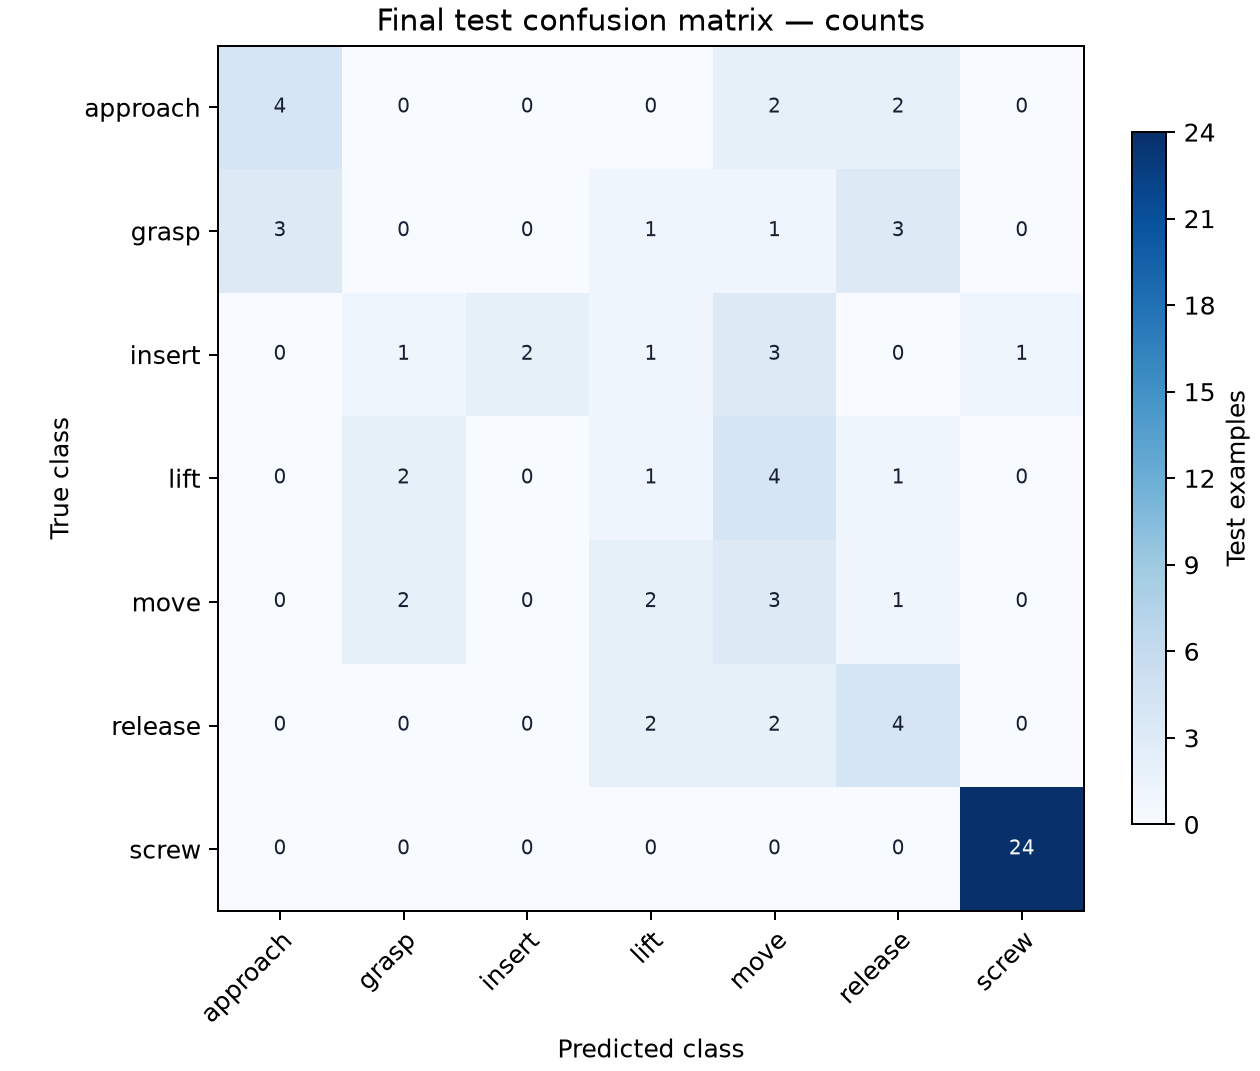 Final test confusion matrix — counts
approach 4 0 0 0 2 2 0
grasp 3 0 0 1 1 3 0
insert 0 1 2 1 3 0 1
lift 0 2 0 1 4 1 0
move 0 2 0 2 3 1 0
release 0 0 0 2 2 4 0
screw 0 0 0 0 0 0 24
approach grasp insert lift move release screw
Predicted class
True class
24
21
18
15
12
9
6
3
0
Test examples